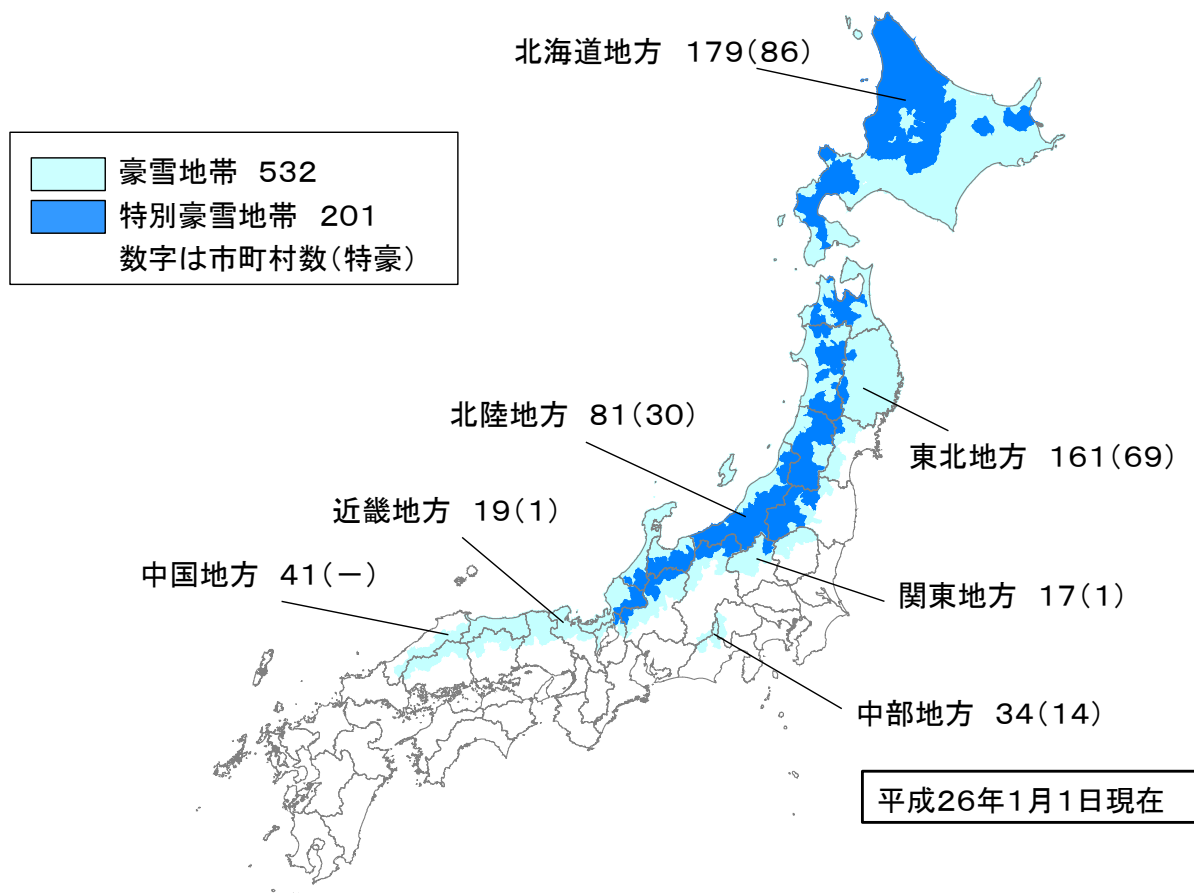 北海道地方 179(86)
豪雪地帯 532
特別豪雪地帯 201
数字は市町村数(特豪)
北陸地方 81(30)
東北地方 161(69)
近畿地方 19(1)
中国地方 41(－)
関東地方 17(1)
中部地方 34(14)
平成26年1月1日現在